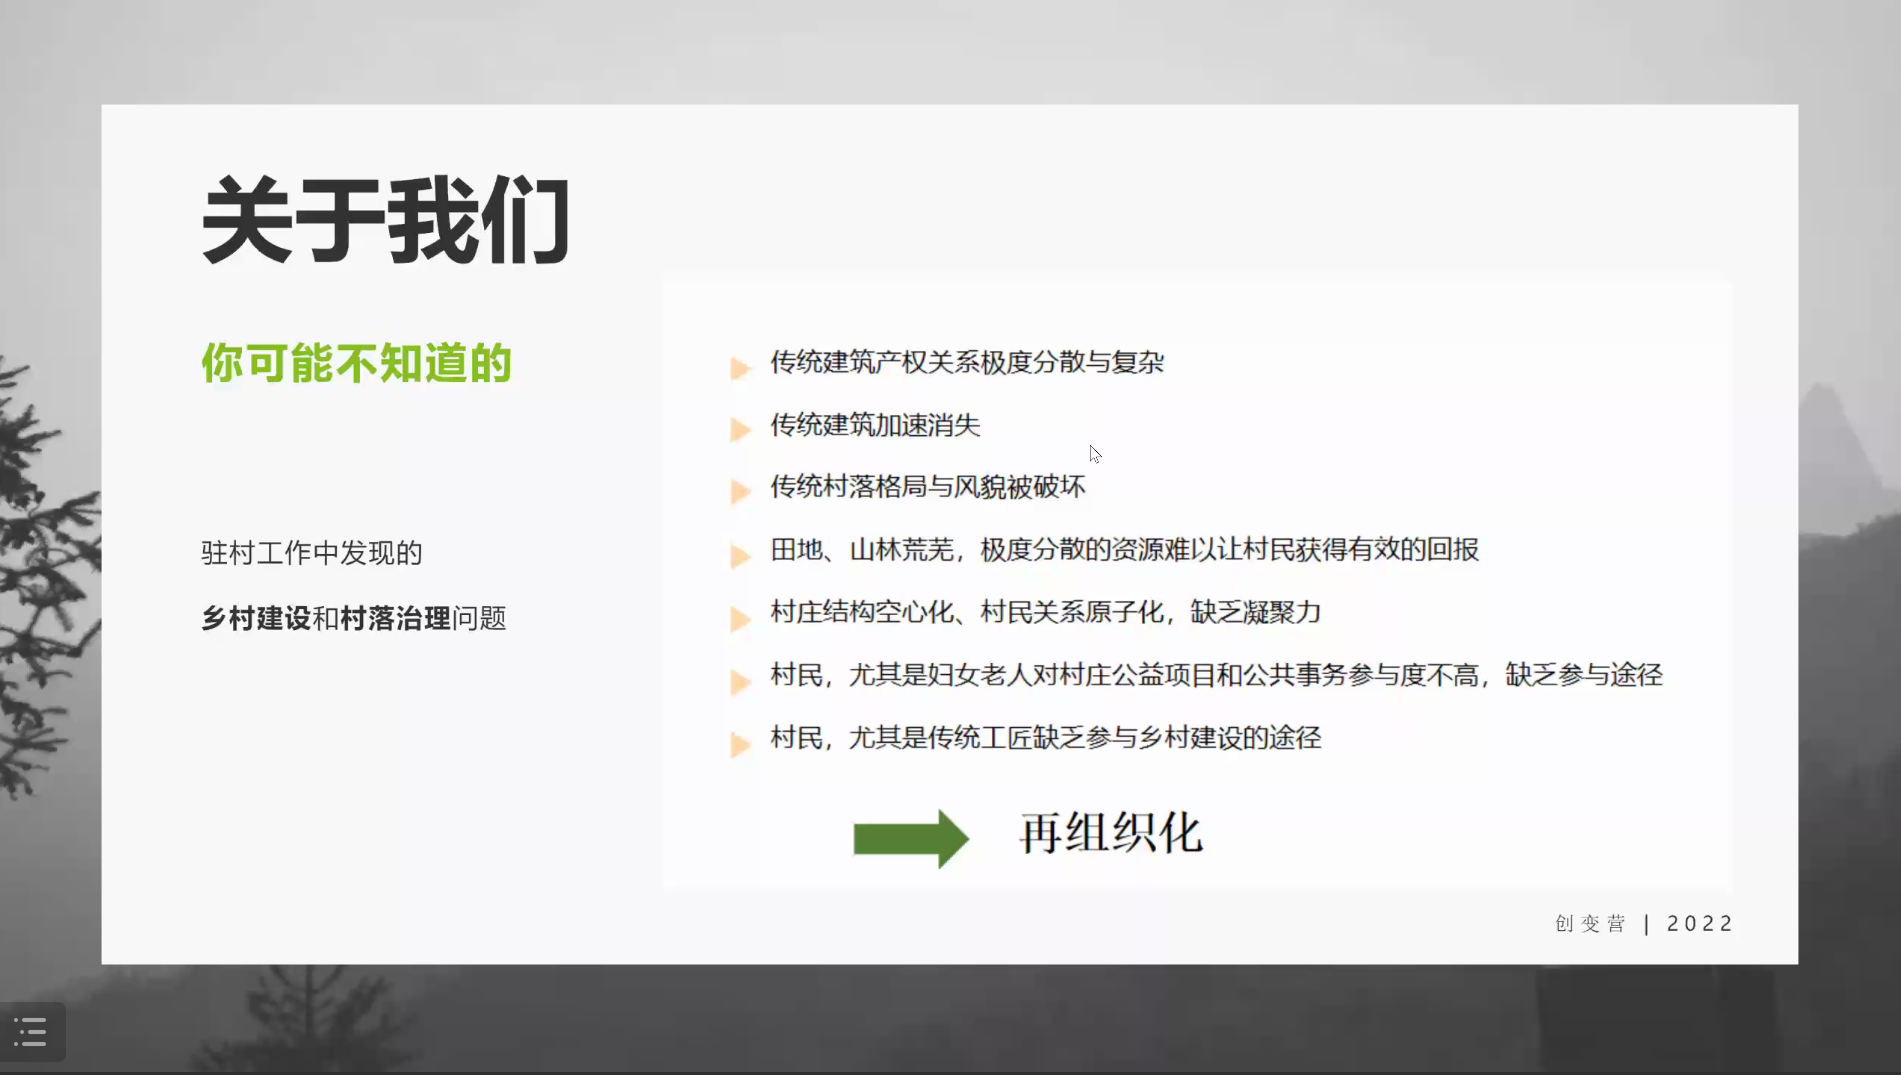 关于我们
你可能不知道的
驻村工作中发现的
乡村建设和村落治理问题
传统建筑产权关系极度分散与复杂
传统建筑加速消失
传统村落格局与风貌被破坏
田地、山林荒芜，极度分散的资源难以让村民获得有效的回报
村庄结构空心化、村民关系原子化，缺乏凝聚力
村民，尤其是妇女老人对村庄公益项目和公共事务参与度不高，缺乏参与途径
村民，尤其是传统工匠缺乏参与乡村建设的途径
再组织化
创变营 | 2022